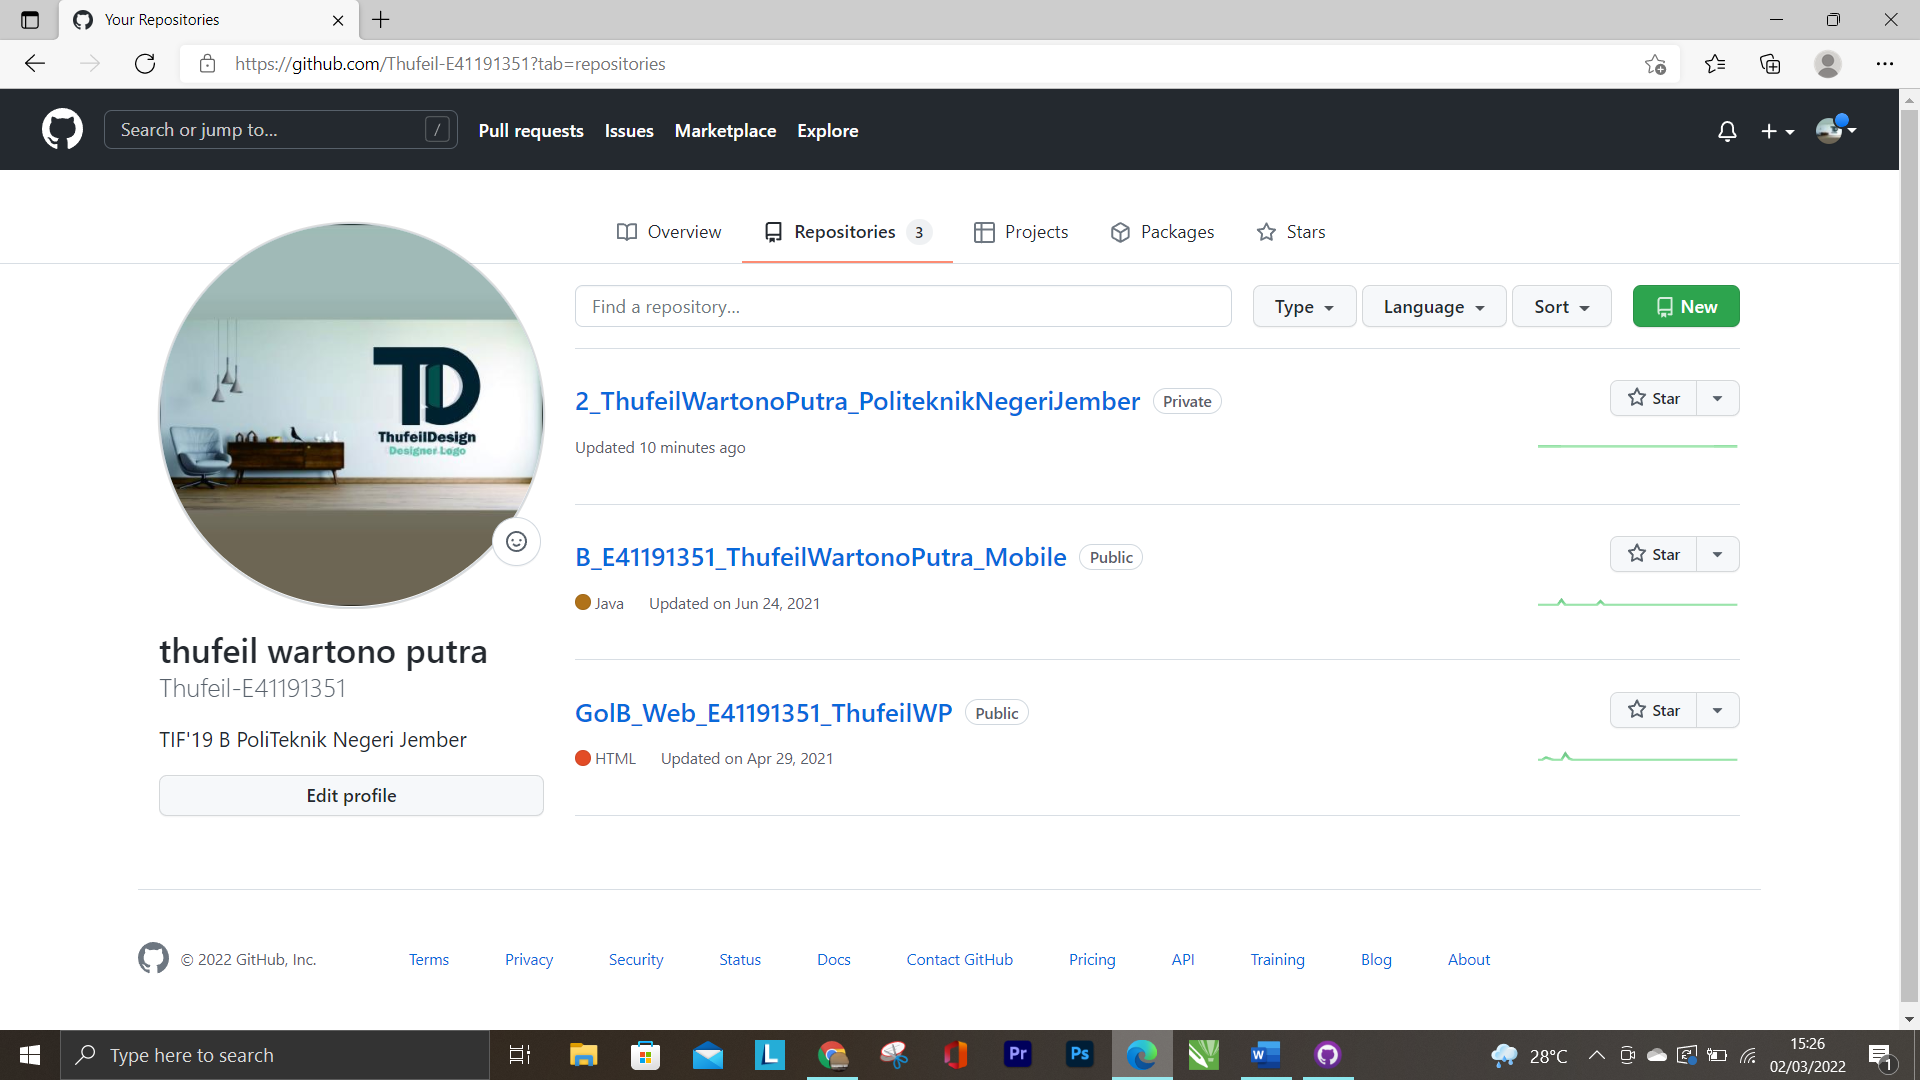 Your Repositories
https://github.com/Thufeil-E41191351?tab=repositories
Search or jump to...
/
Pull requests
Issues
Marketplace
Explore
Overview
Repositories 3
Projects
Packages
Stars
Find a repository...
Type
Language
Sort
New
TD
ThufeilDesign
Designer Logo
2_ThufeilWartonoPutra_PoliteknikNegeriJember Private
Star
Updated 10 minutes ago
B_E41191351_ThufeilWartonoPutra_Mobile Public
Star
Java Updated on Jun 24, 2021
thufeil wartono putra
Thufeil-E41191351
TIF'19 B PoliTeknik Negeri Jember
Edit profile
GolB_Web_E41191351_ThufeilWP Public
Star
HTML Updated on Apr 29, 2021
© 2022 GitHub, Inc.
Terms
Privacy
Security
Status
Docs
Contact GitHub
Pricing
API
Training
Blog
About
Type here to search
L
Pr
Ps
W
28°C
15:26
02/03/2022
1